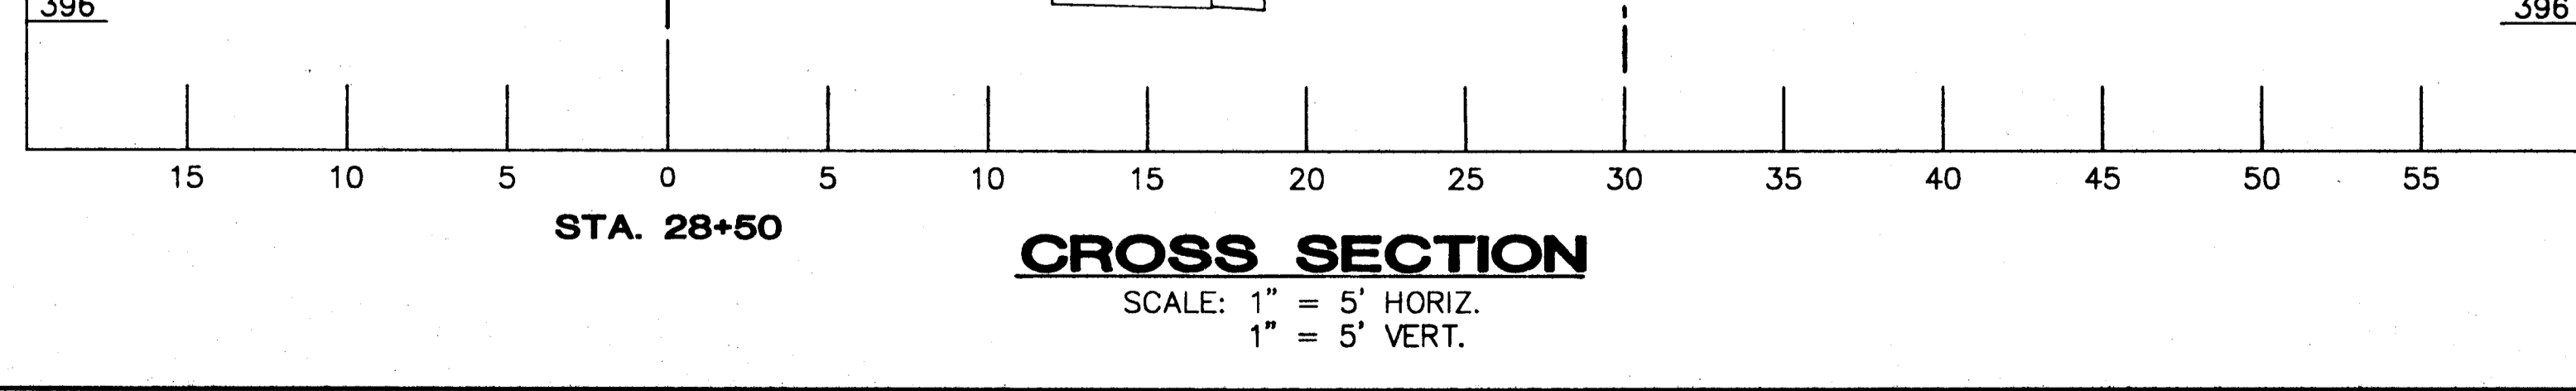 396 396
15 10 5 0 5 10 15 20 25 30 35 40 45 50 55
STA. 28+50
CROSS SECTION
SCALE: 1" = 5' HORIZ.
1" = 5' VERT.